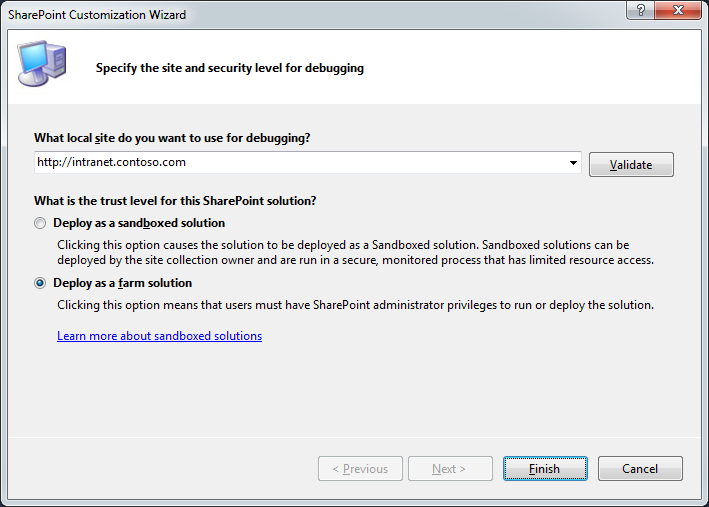 SharePoint Customization Wizard
Specify the site and security level for debugging
What local site do you want to use for debugging?
http://intranet.contoso.com
Validate
What is the trust level for this SharePoint solution?
Deploy as a sandboxed solution
Clicking this option causes the solution to be deployed as a Sandboxed solution. Sandboxed solutions can be
deployed by the site collection owner and are run in a secure, monitored process that has limited resource access.
Deploy as a farm solution
Clicking this option means that users must have SharePoint administrator privileges to run or deploy the solution.
Learn more about sandboxed solutions
< Previous
Next >
Finish
Cancel